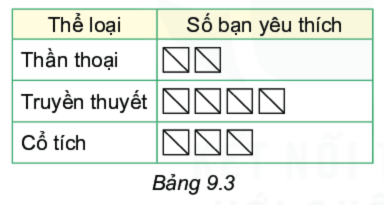 Thể loại Số bạn yêu thích
Thần thoại
Truyền thuyết
Cổ tích
Bảng 9.3